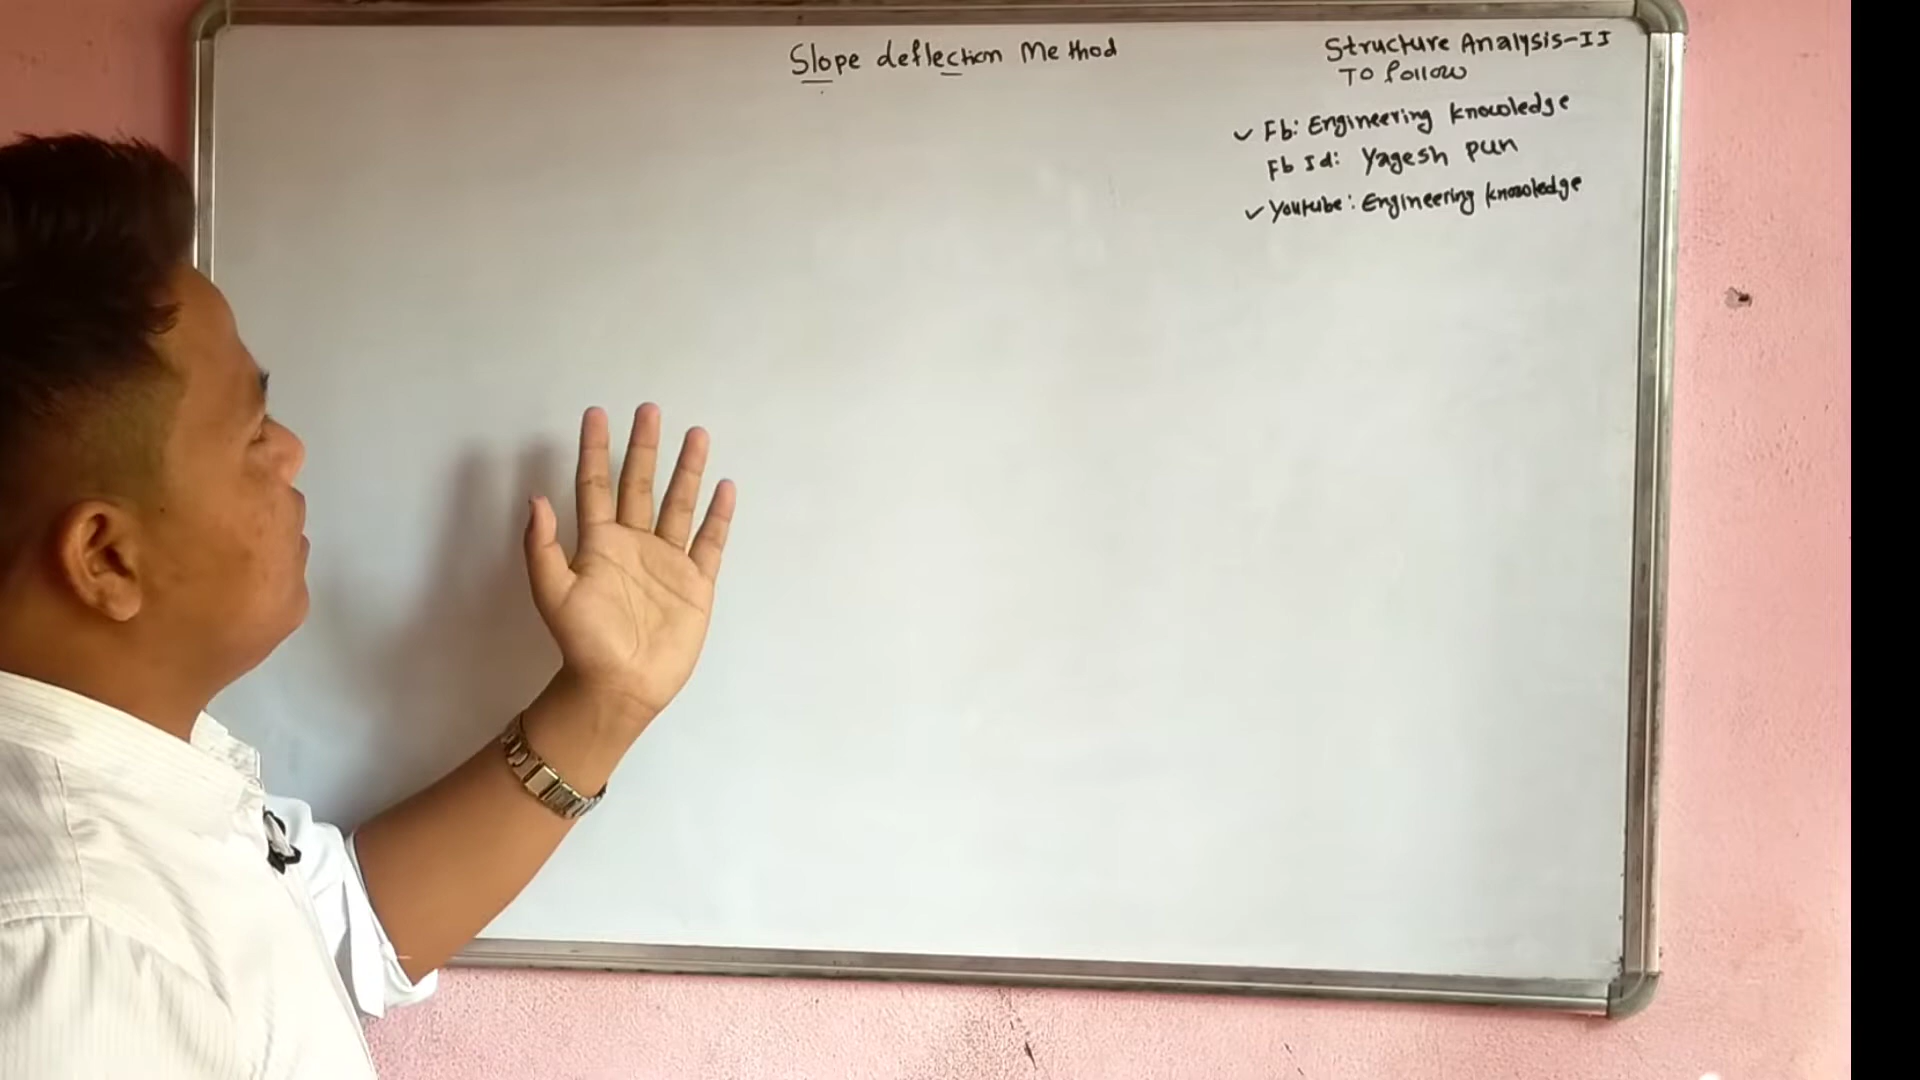 Slope deflection Method
Structure Analysis-II
To follow
✓ Fb: Engineering knowledge
Fb Id: Yagesh pun
✓ Youtube: Engineering knowledge